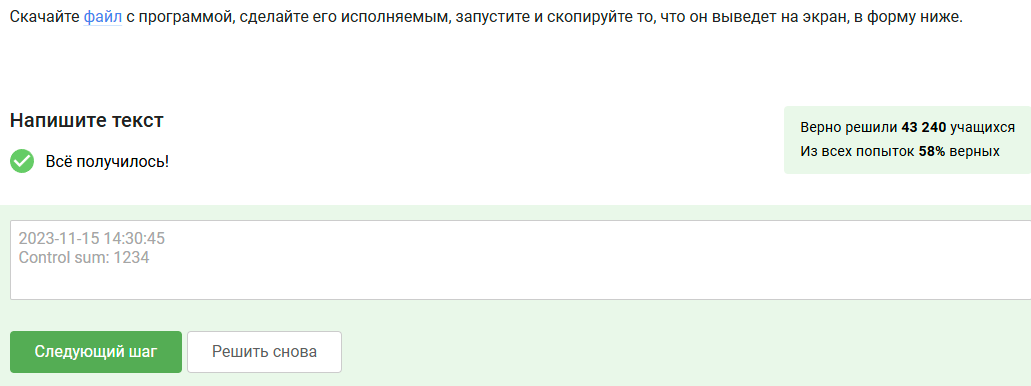 Скачайте файл с программой, сделайте его исполняемым, запустите и скопируйте то, что он выведет на экран, в форму ниже.
Напишите текст
Всё получилось!
Верно решили 43 240 учащихся
Из всех попыток 58% верных
2023-11-15 14:30:45
Control sum: 1234
Следующий шаг
Решить снова